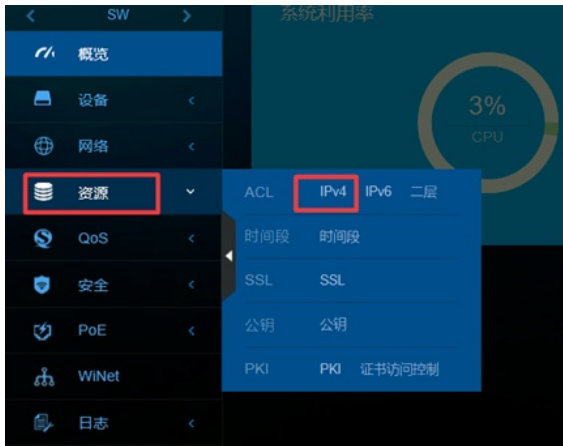 SW
系统利用率
概览
设备
3%
CPU
网络
资源
ACL IPv4 IPv6 二层
QoS
时间段 时间段
安全
SSL SSL
PoE
公钥 公钥
WiNet
PKI PKI 证书访问控制
日志